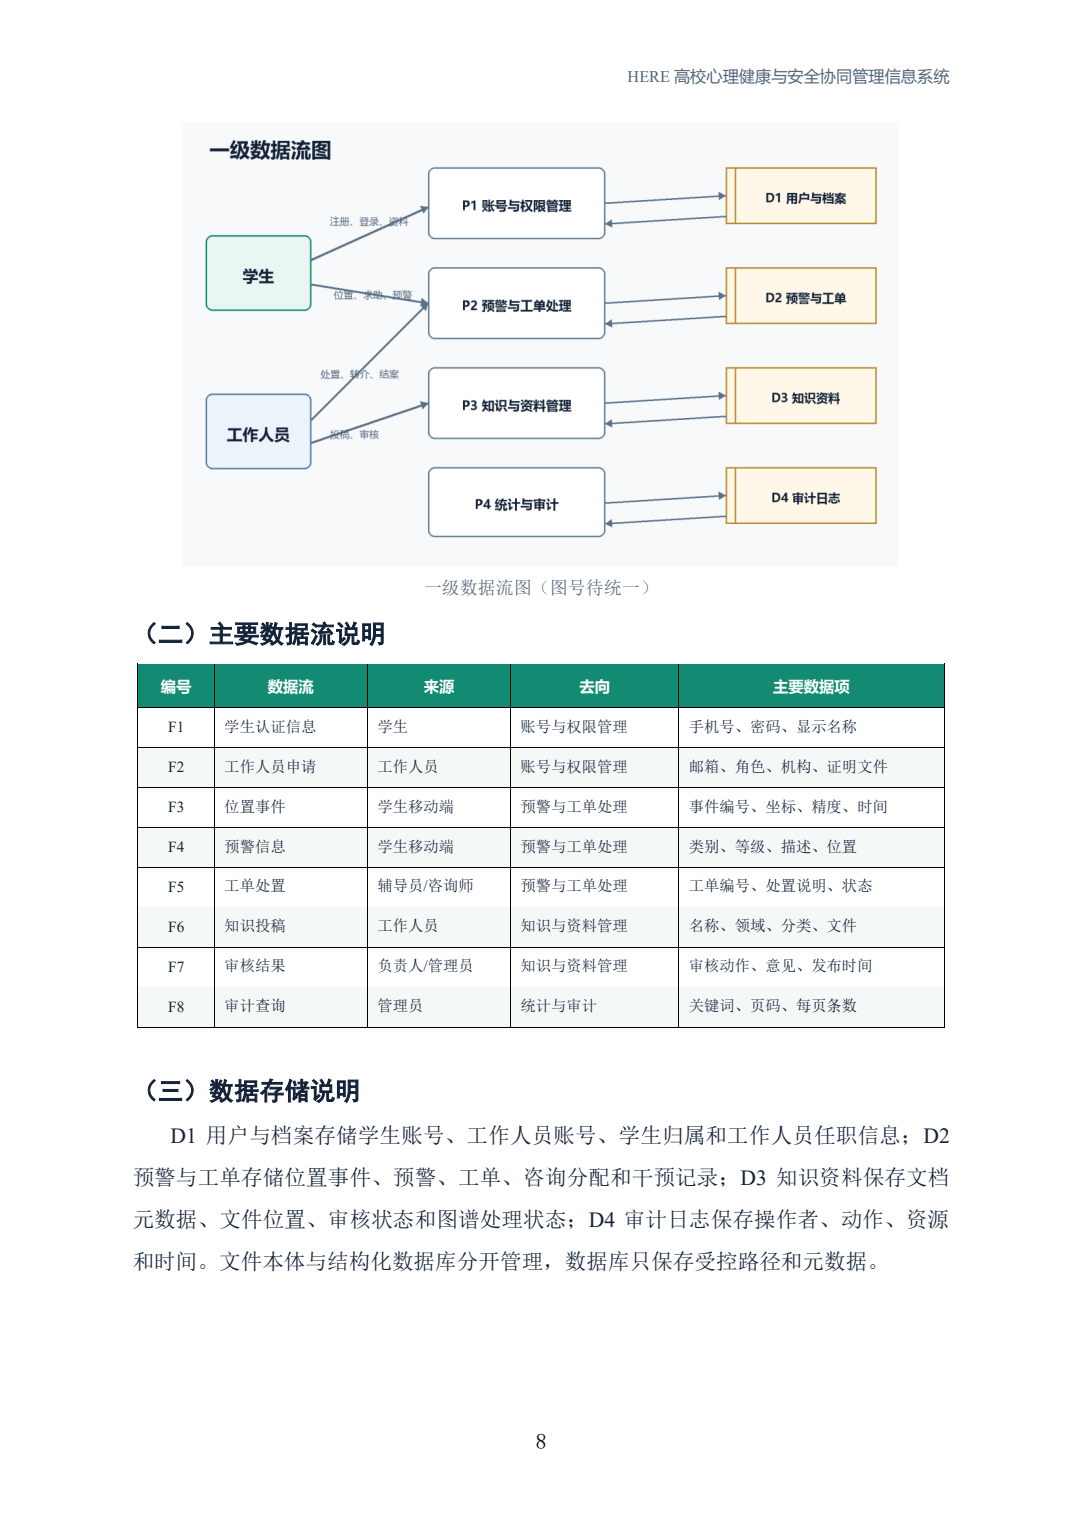 HERE 高校心理健康与安全协同管理信息系统
一级数据流图
P1 账号与权限管理
D1 用户与档案
注册、登录、资料
学生
位置、求助、预警
P2 预警与工单处理
D2 预警与工单
处置、转介、结案
P3 知识与资料管理
D3 知识资料
工作人员
投稿、审核
P4 统计与审计
D4 审计日志
一级数据流图（图号待统一）
（二）主要数据流说明
编号 数据流 来源 去向 主要数据项
F1 学生认证信息 学生 账号与权限管理 手机号、密码、显示名称
F2 工作人员申请 工作人员 账号与权限管理 邮箱、角色、机构、证明文件
F3 位置事件 学生移动端 预警与工单处理 事件编号、坐标、精度、时间
F4 预警信息 学生移动端 预警与工单处理 类别、等级、描述、位置
F5 工单处置 辅导员/咨询师 预警与工单处理 工单编号、处置说明、状态
F6 知识投稿 工作人员 知识与资料管理 名称、领域、分类、文件
F7 审核结果 负责人/管理员 知识与资料管理 审核动作、意见、发布时间
F8 审计查询 管理员 统计与审计 关键词、页码、每页条数
（三）数据存储说明
D1 用户与档案存储学生账号、工作人员账号、学生归属和工作人员任职信息；D2
预警与工单存储位置事件、预警、工单、咨询分配和干预记录；D3 知识资料保存文档
元数据、文件位置、审核状态和图谱处理状态；D4 审计日志保存操作者、动作、资源
和时间。文件本体与结构化数据库分开管理，数据库只保存受控路径和元数据。
8